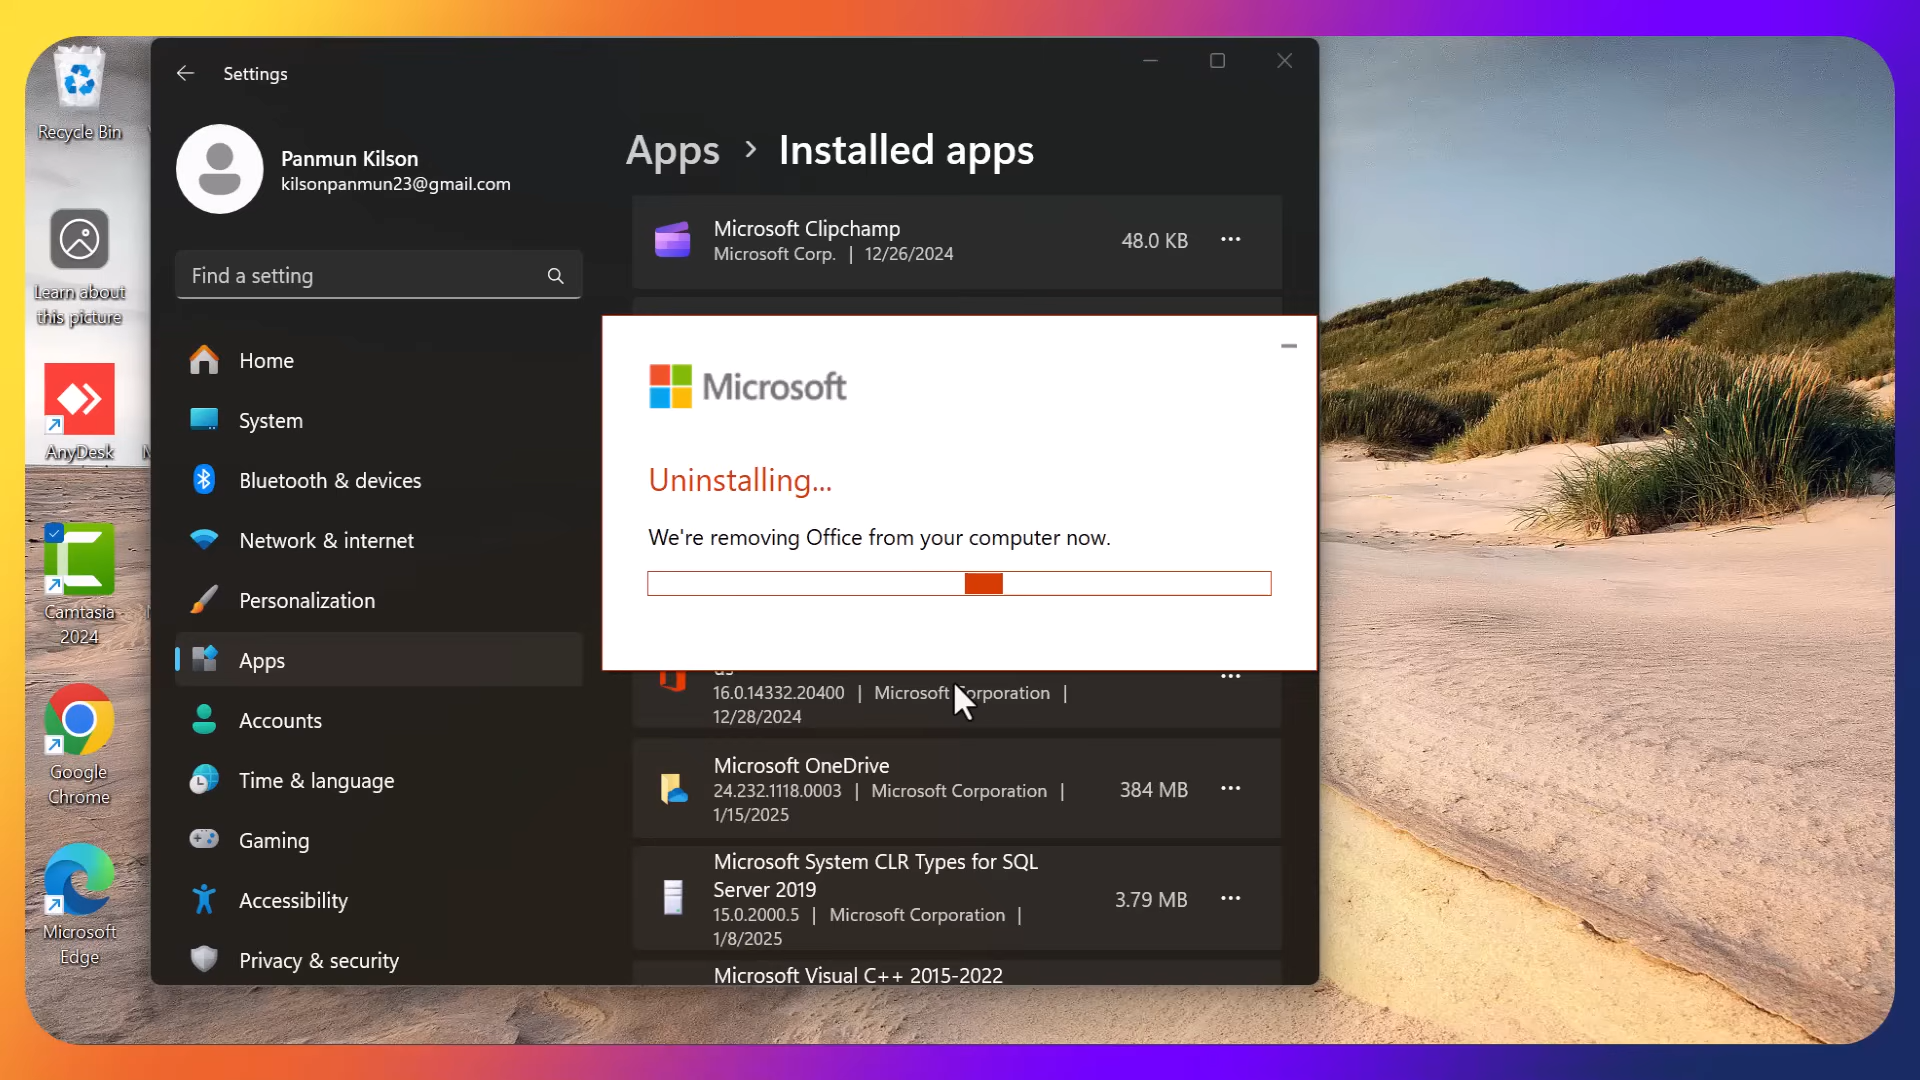 Recycle Bin
Learn about
this picture
AnyDesk
Camtasia
2024
Google
Chrome
Microsoft
Edge
Settings
Panmun Kilson
kilsonpanmun23@gmail.com
Find a setting
Home
System
Bluetooth & devices
Network & internet
Personalization
Apps
Accounts
Time & language
Gaming
Accessibility
Privacy & security
Apps > Installed apps
Microsoft Clipchamp
Microsoft Corp. | 12/26/2024
48.0 KB
Microsoft
Uninstalling...
We're removing Office from your computer now.
16.0.14332.20400 | Microsoft Corporation |
12/28/2024
Microsoft OneDrive
24.232.1118.0003 | Microsoft Corporation |
1/15/2025
384 MB
Microsoft System CLR Types for SQL
Server 2019
15.0.2000.5 | Microsoft Corporation |
1/8/2025
3.79 MB
Microsoft Visual C++ 2015-2022